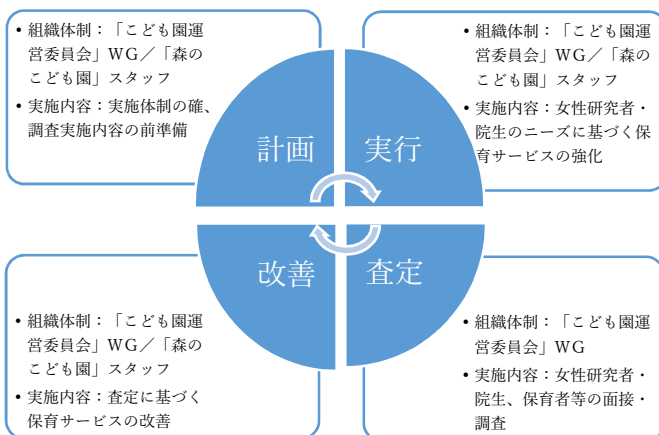 • 組織体制：「こども園運
営委員会」WG／「森の
こども園」スタッフ
• 実施内容：実施体制の確、
調査実施内容の前準備
• 組織体制：「こども園運
営委員会」WG／「森の
こども園」スタッフ
• 実施内容：女性研究者・
院生のニーズに基づく保
育サービスの強化
計画
実行
改善
査定
• 組織体制：「こども園運
営委員会」WG／「森の
こども園」スタッフ
• 実施内容：査定に基づく
保育サービスの改善
• 組織体制：「こども園運
営委員会」WG
• 実施内容：女性研究者・
院生、保育者等の面接・
調査